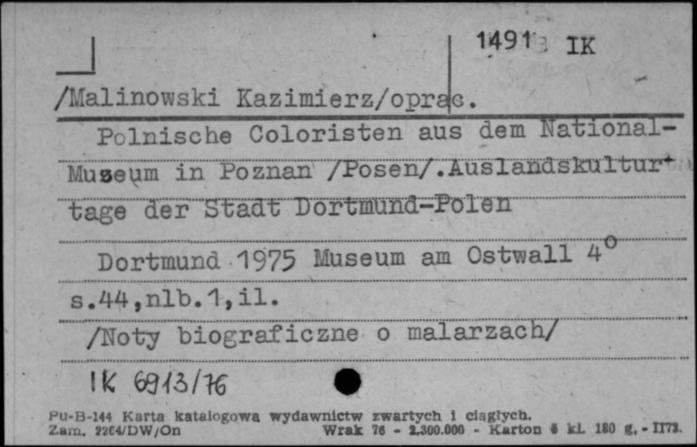 1491 IK
/Malinowski Kazimierz/oprac.
Polnische Coloristen aus dem National-
Museum in Poznan /Posen/.Auslandskultur-
tage der Stadt Dortmund-Polen
Dortmund 1975 Museum am Ostwall 4°
s.44,nlb.1,il.
/Noty biograficzne o malarzach/
IK 6913/76
Pu-B-144 Karta katalogowa wydawnictw zwartych i ciągłych.
Zam. 2264/DW/On Wrak 76 - 2.300.000 - Karton kl. 180 g. - II73.